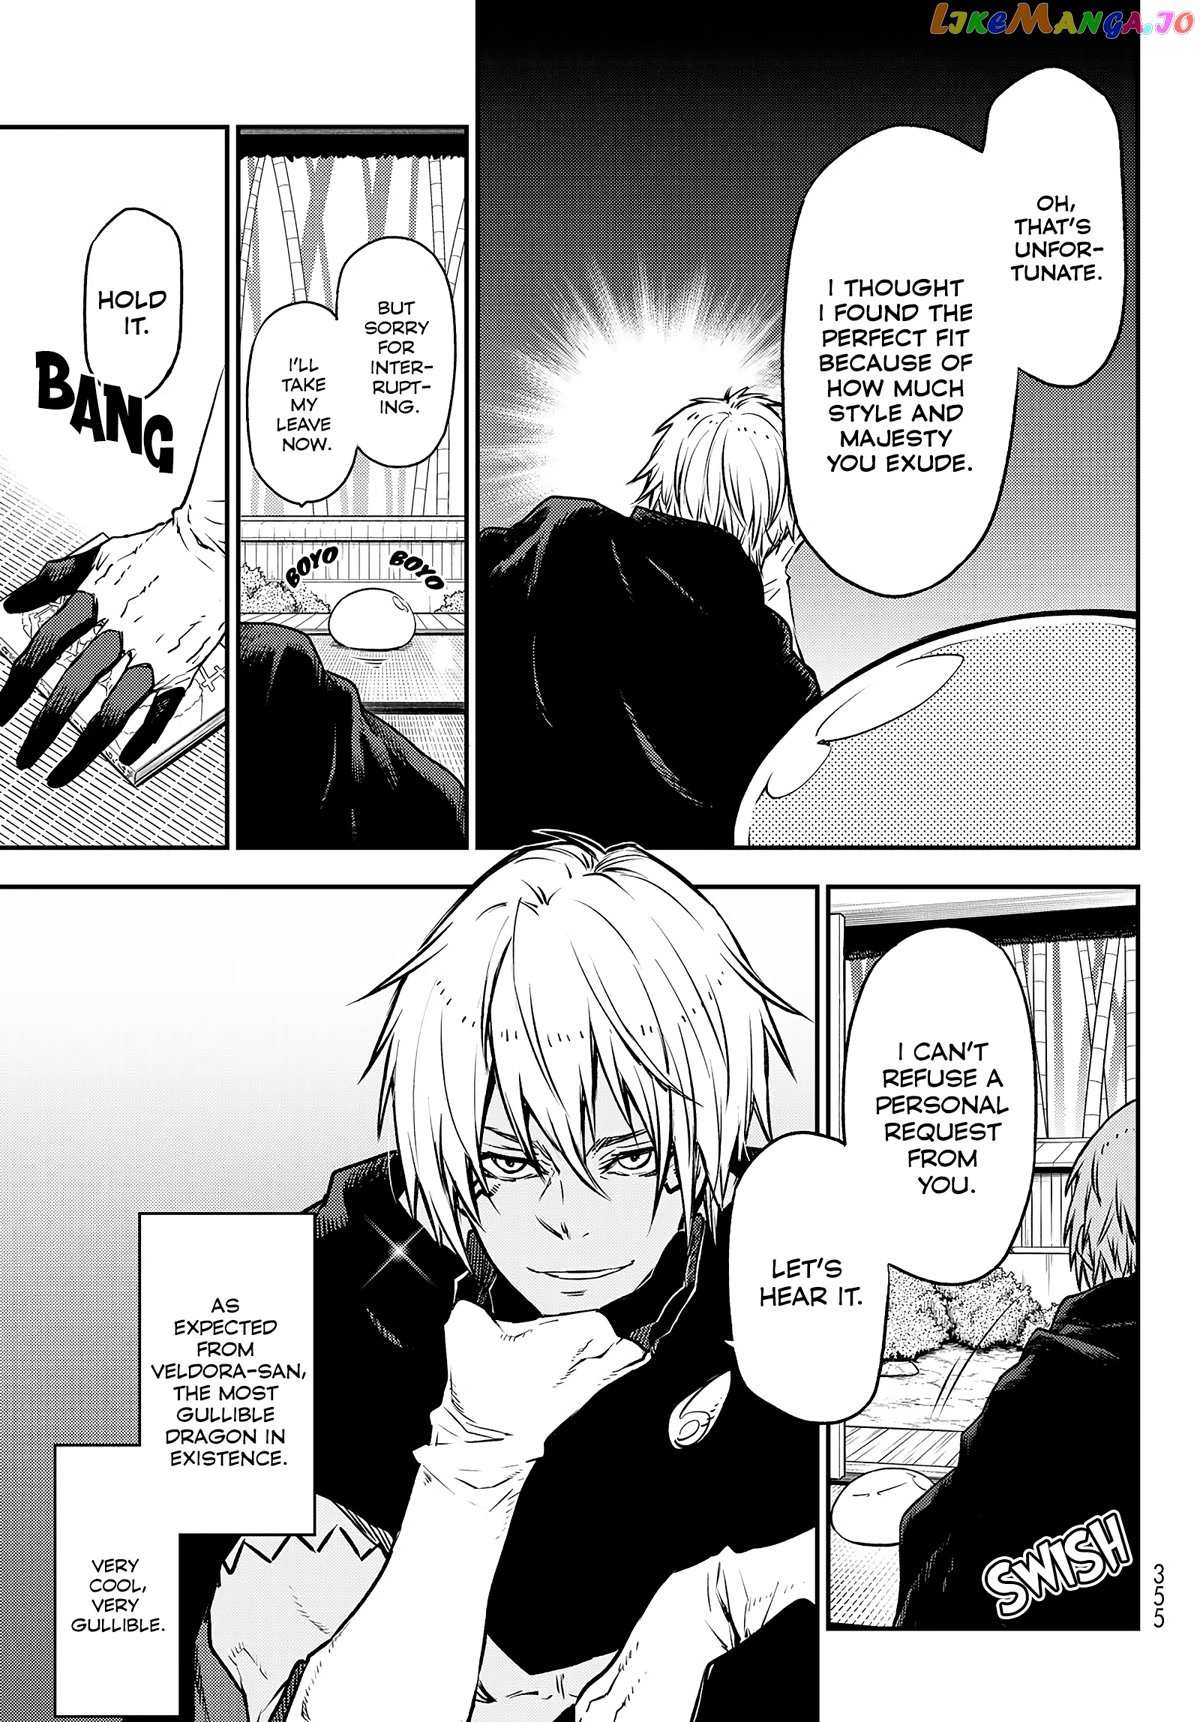 LIKEMANGA.IO
OH,
THAT'S
UNFOR-
TUNATE.
I THOUGHT
I FOUND THE
PERFECT FIT
BECAUSE OF
HOW MUCH
STYLE AND
MAJESTY
YOU EXUDE.
BUT
SORRY
FOR
INTER-
RUPT-
ING.
I'LL
TAKE
MY
LEAVE
NOW.
BOYO
BOYO
HOLD
IT.
BANG
I CAN'T
REFUSE A
PERSONAL
REQUEST
FROM
YOU.
LET'S
HEAR IT.
SWISH
AS
EXPECTED
FROM
VELDORA-SAN,
THE MOST
GULLIBLE
DRAGON IN
EXISTENCE.
VERY
COOL,
VERY
GULLIBLE.
355